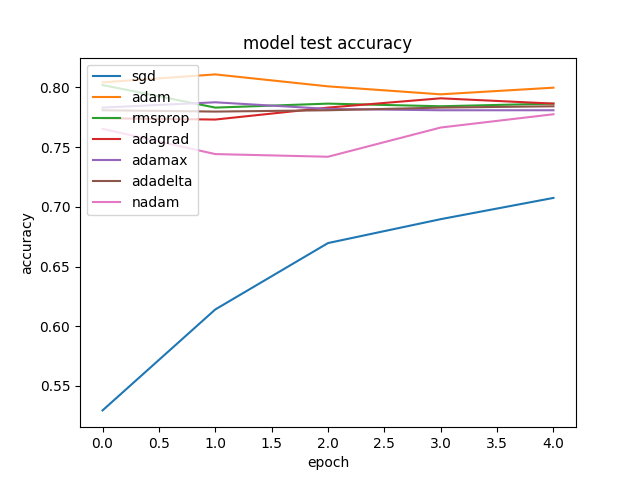 model test accuracy
sgd
adam
rmsprop
adagrad
adamax
adadelta
nadam
accuracy
0.80
0.75
0.70
0.65
0.60
0.55
0.0 0.5 1.0 1.5 2.0 2.5 3.0 3.5 4.0
epoch